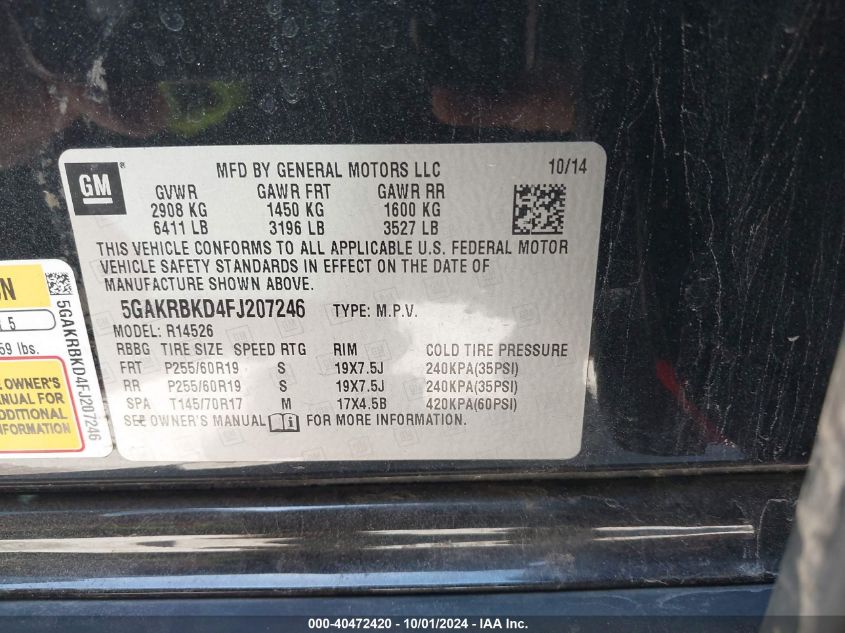 GM
MFD BY GENERAL MOTORS LLC 10/14
GVWR GAWR FRT GAWR RR
2908 KG 1450 KG 1600 KG
6411 LB 3196 LB 3527 LB
THIS VEHICLE CONFORMS TO ALL APPLICABLE U.S. FEDERAL MOTOR
VEHICLE SAFETY STANDARDS IN EFFECT ON THE DATE OF
MANUFACTURE SHOWN ABOVE.
5GAKRBKD4FJ207246 TYPE: M.P.V.
MODEL: R14526
RBBG TIRE SIZE SPEED RTG RIM COLD TIRE PRESSURE
FRT P255/60R19 S 19X7.5J 240KPA(35PSI)
RR P255/60R19 S 19X7.5J 240KPA(35PSI)
SPA T145/70R17 M 17X4.5B 420KPA(60PSI)
SEE OWNER'S MANUAL FOR MORE INFORMATION.
5
lbs.
OWNER'S
FOR
5GAKRBKD4FJ207246
000-40472420 - 10/01/2024 - IAA Inc.